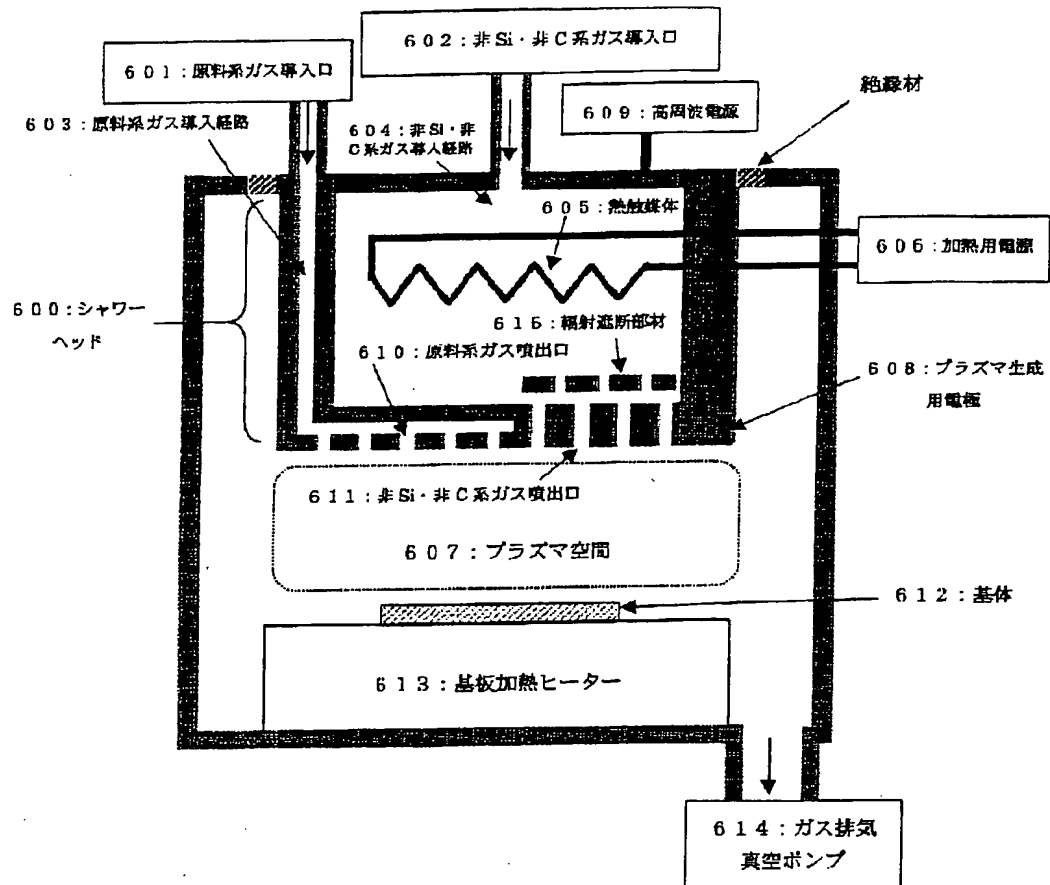 602：非Si・非C系ガス導入口
601：原料系ガス導入口
絶縁材
609：高周波電源
603：原料系ガス導入経路
604：非Si・非
C系ガス導入経路
605：熱触媒体
606：加熱用電源
600：シャワー
ヘッド
615：輻射遮断部材
610：原料系ガス噴出口
608：プラズマ生成
用電極
611：非Si・非C系ガス噴出口
607：プラズマ空間
612：基体
613：基板加熱ヒーター
614：ガス排気
真空ポンプ